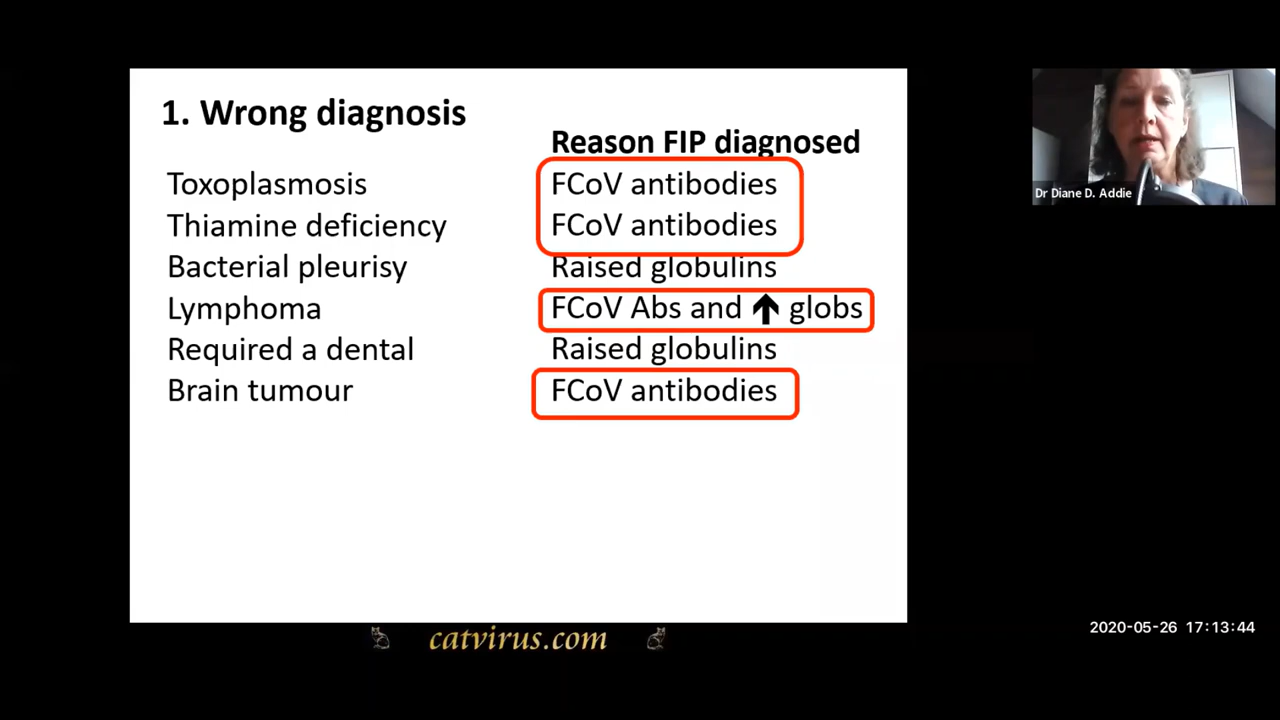 1. Wrong diagnosis
Reason FIP diagnosed
Toxoplasmosis FCoV antibodies
Thiamine deficiency FCoV antibodies
Bacterial pleurisy Raised globulins
Lymphoma FCoV Abs and ↑ globs
Required a dental Raised globulins
Brain tumour FCoV antibodies
Dr Diane D. Addie
catvirus.com
2020-05-26 17:13:44